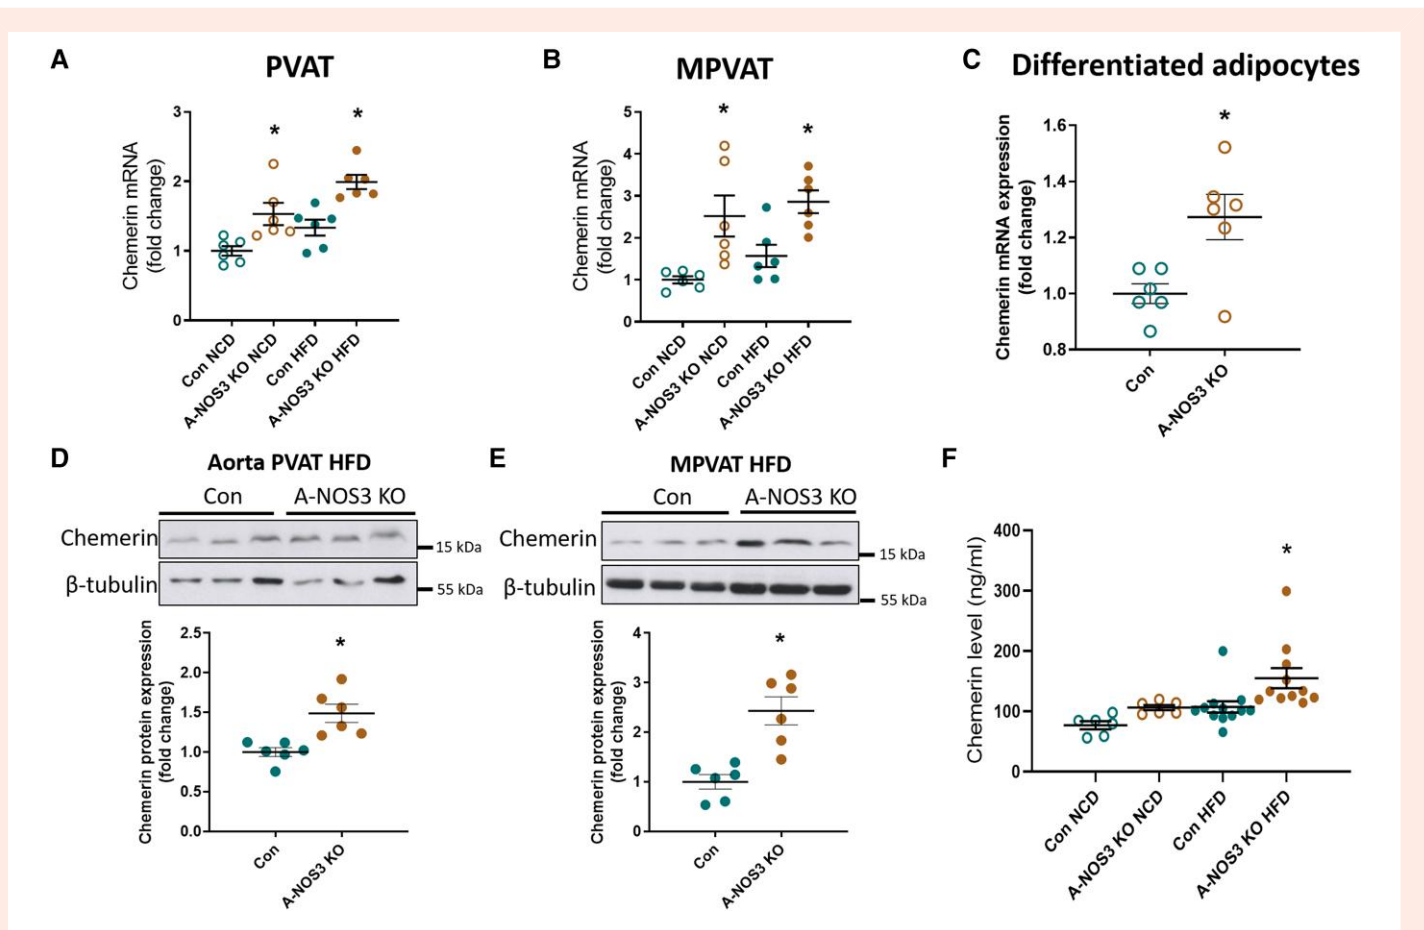 A
PVAT
Chemerin mRNA
(fold change)
3
2
1
0
*
*
Con NCD
A-NOS3 KO NCD
Con HFD
A-NOS3 KO HFD
B
MPVAT
Chemerin mRNA
(fold change)
5
4
3
2
1
0
*
*
Con NCD
A-NOS3 KO NCD
Con HFD
A-NOS3 KO HFD
C
Differentiated adipocytes
Chemerin mRNA expression
(fold change)
1.6
1.4
1.2
1.0
0.8
*
Con
A-NOS3 KO
D
Aorta PVAT HFD
Con
A-NOS3 KO
Chemerin
15 kDa
β-tubulin
55 kDa
Chemerin protein expression
(fold change)
2.5
2.0
1.5
1.0
0.5
0.0
*
Con
A-NOS3 KO
E
MPVAT HFD
Con
A-NOS3 KO
Chemerin
15 kDa
β-tubulin
55 kDa
Chemerin protein expression
(fold change)
4
3
2
1
0
*
Con
A-NOS3 KO
F
Chemerin level (ng/ml)
400
300
200
100
0
*
Con NCD
A-NOS3 KO NCD
Con HFD
A-NOS3 KO HFD